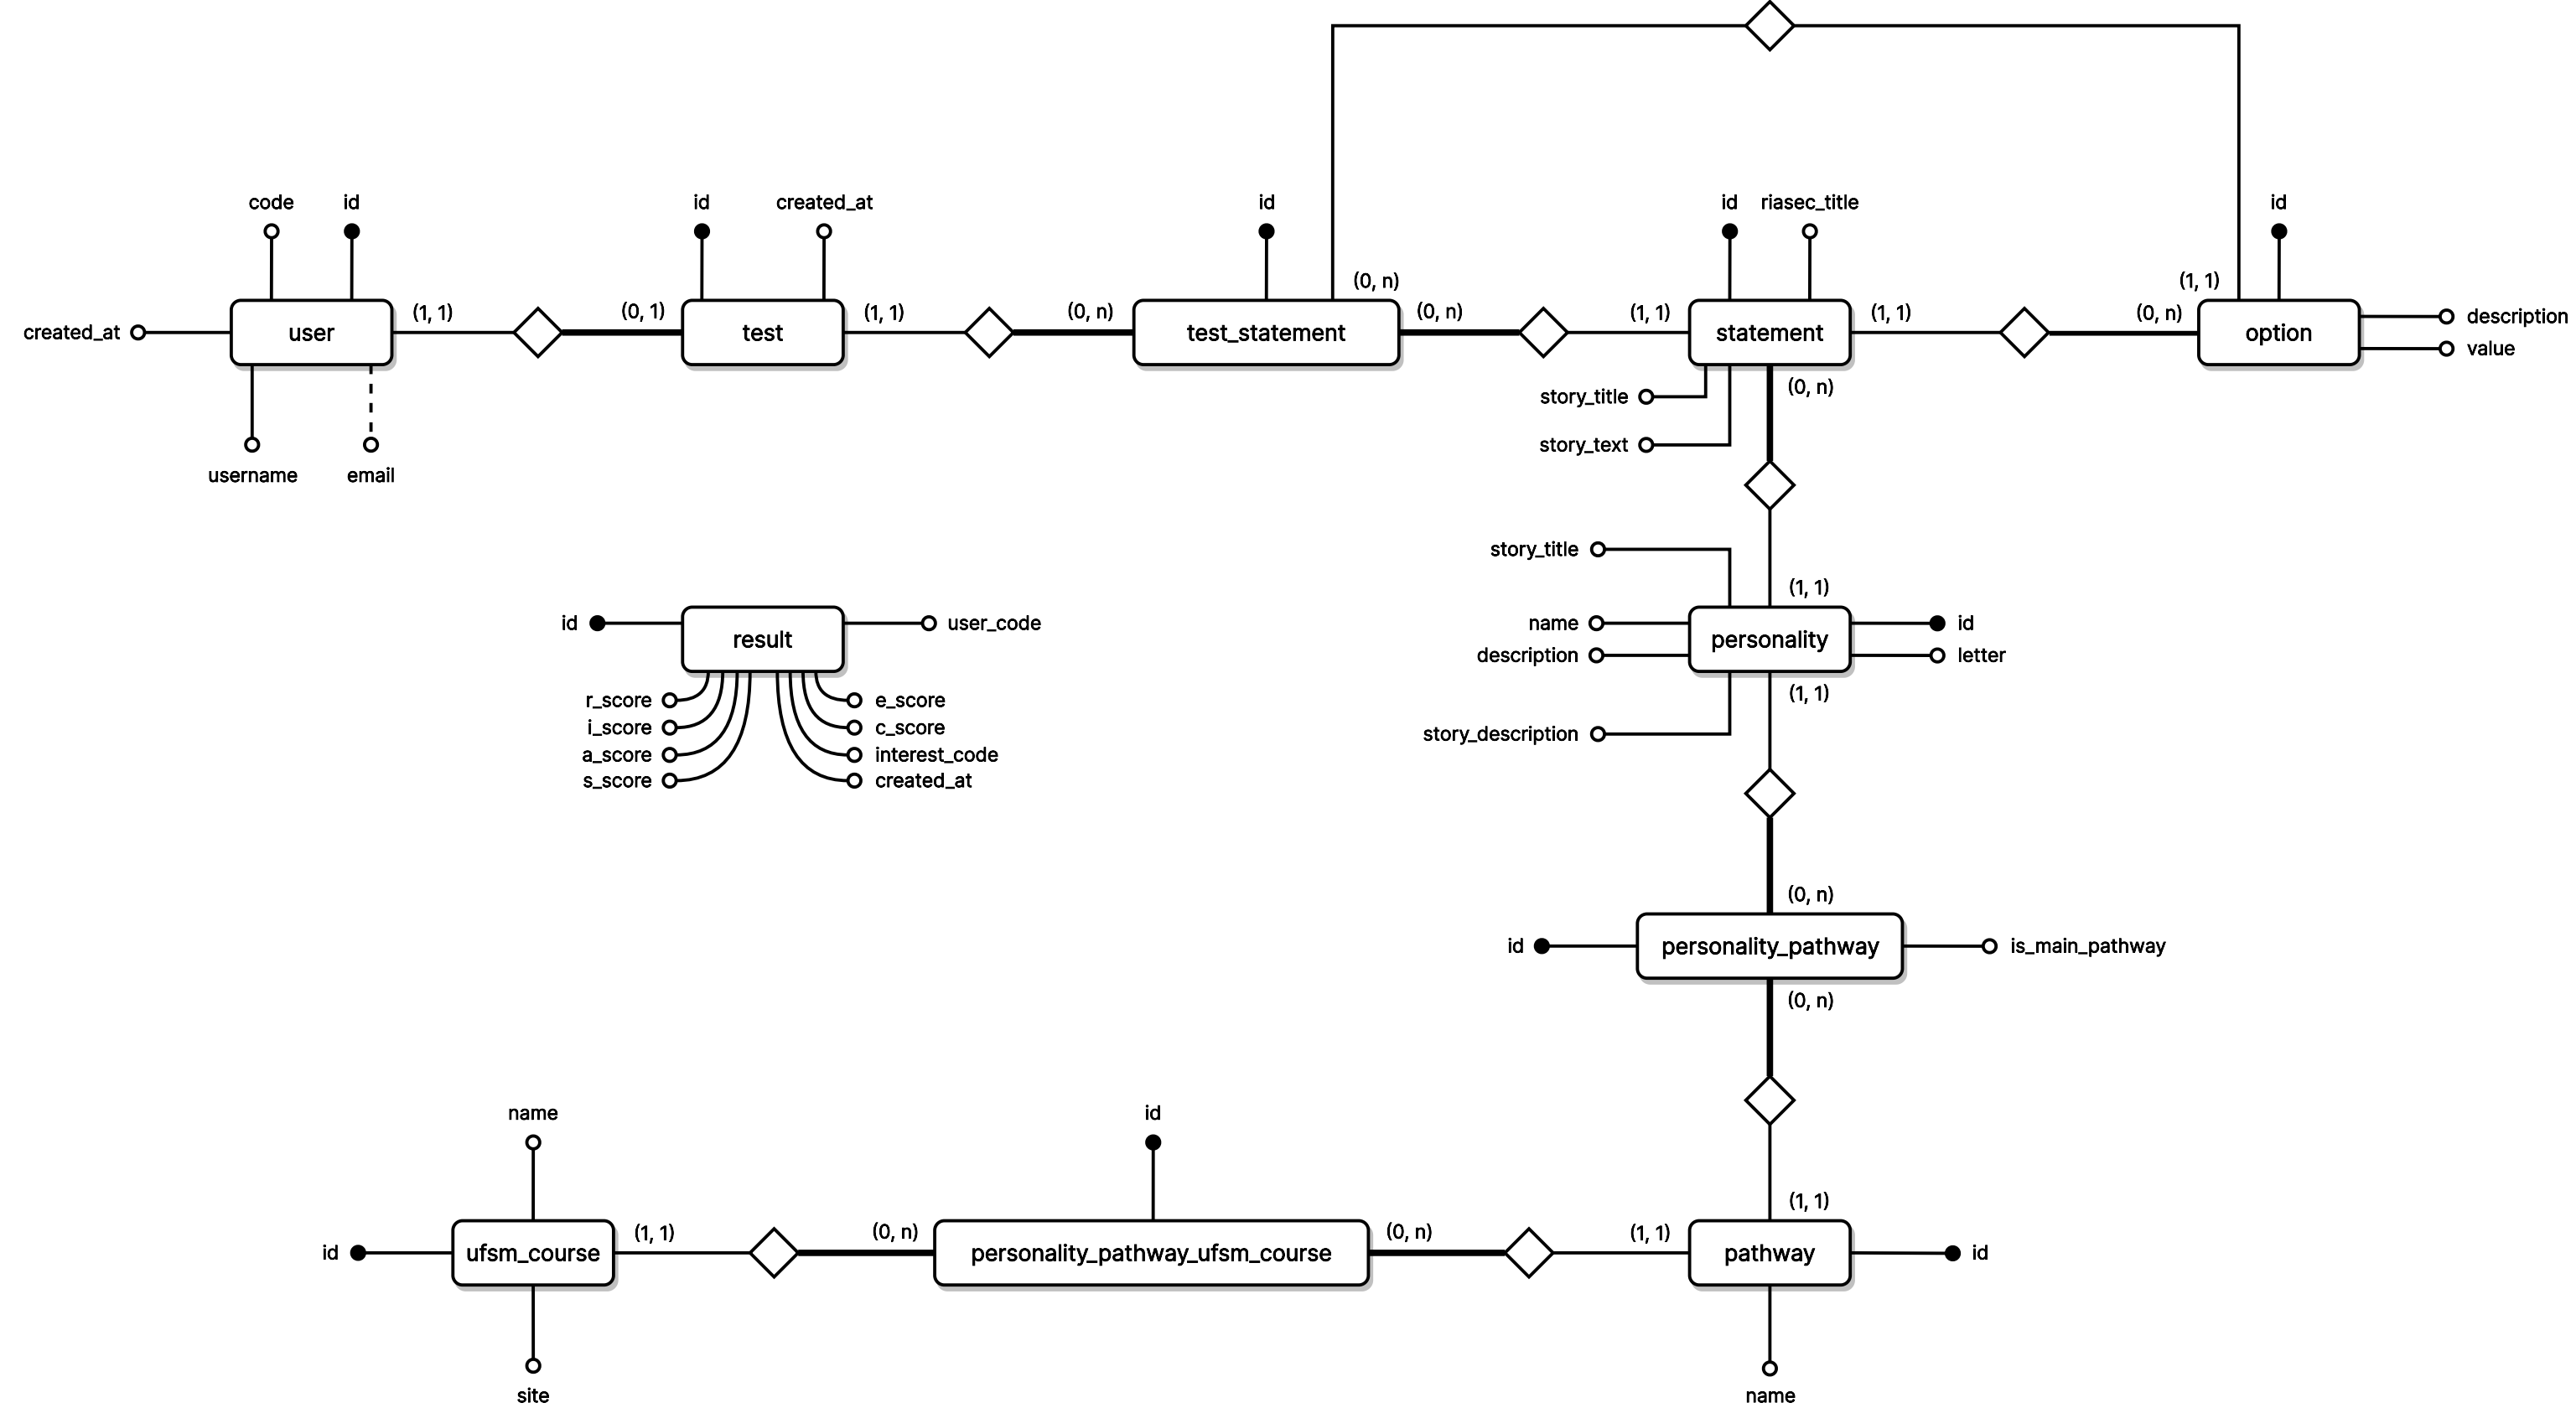 code
id
id
created_at
id
id
riasec_title
id
(0, n)
(1, 1)
created_at
user
(1, 1)
(0, 1)
test
(1, 1)
(0, n)
test_statement
(0, n)
(1, 1)
statement
(1, 1)
(0, n)
option
description
value
story_title
(0, n)
story_text
username
email
story_title
(1, 1)
id
result
user_code
name
description
personality
id
letter
r_score
i_score
a_score
s_score
e_score
c_score
interest_code
created_at
(1, 1)
story_description
(0, n)
id
personality_pathway
is_main_pathway
(0, n)
name
id
(1, 1)
id
ufsm_course
(1, 1)
(0, n)
personality_pathway_ufsm_course
(0, n)
(1, 1)
pathway
id
site
name